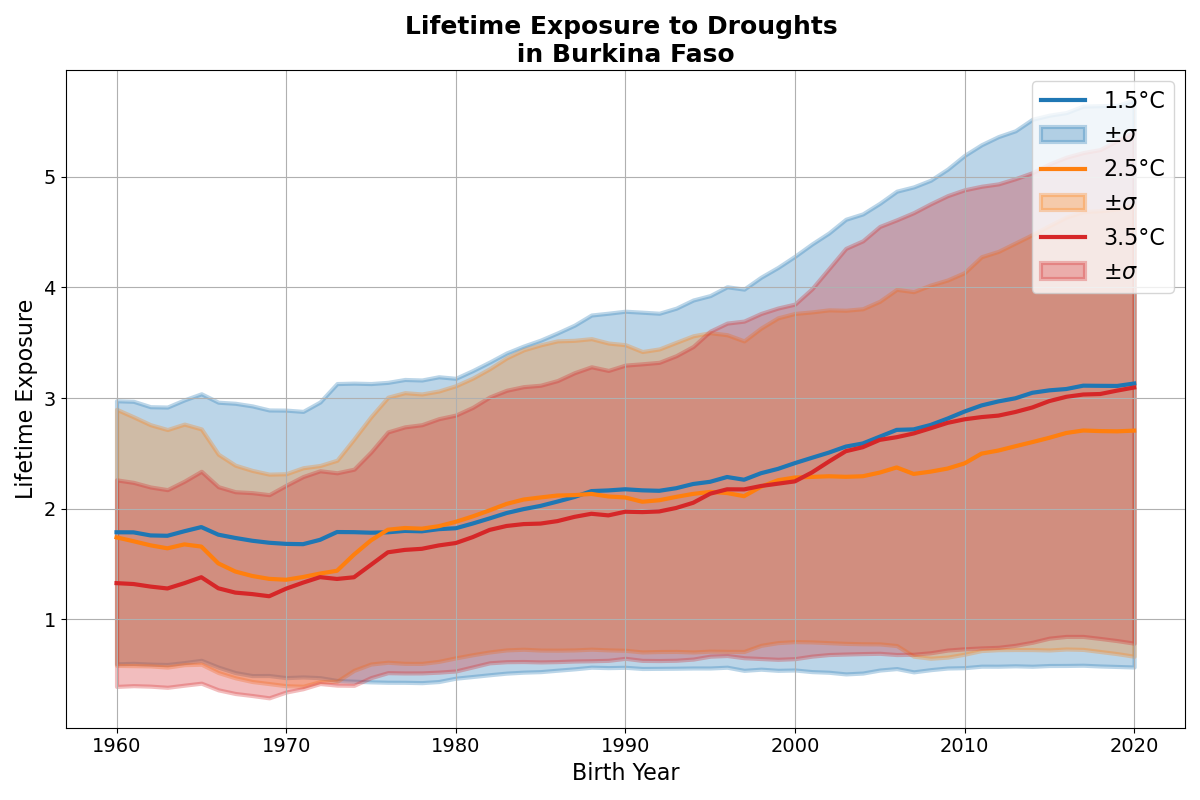 Lifetime Exposure to Droughts
in Burkina Faso
1.5°C
±σ
2.5°C
±σ
3.5°C
±σ
Lifetime Exposure
5
4
3
2
1
1960 1970 1980 1990 2000 2010 2020
Birth Year